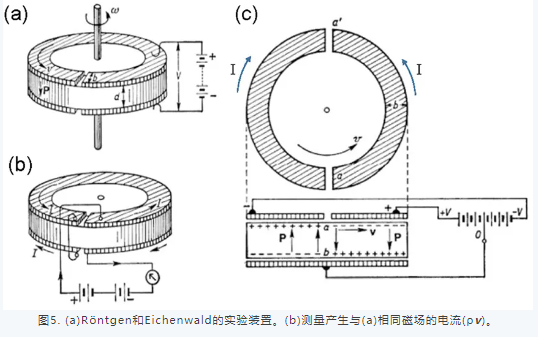 (a)
ω
v
b
P
d
V
+
-
(b)
I
+
-
(c)
a'
I
I
b
v
a
-
+
+V
-V
a
v
P
P
b
0
图5. (a)Röntgen和Eichenwald的实验装置。(b)测量产生与(a)相同磁场的电流(ρv)。